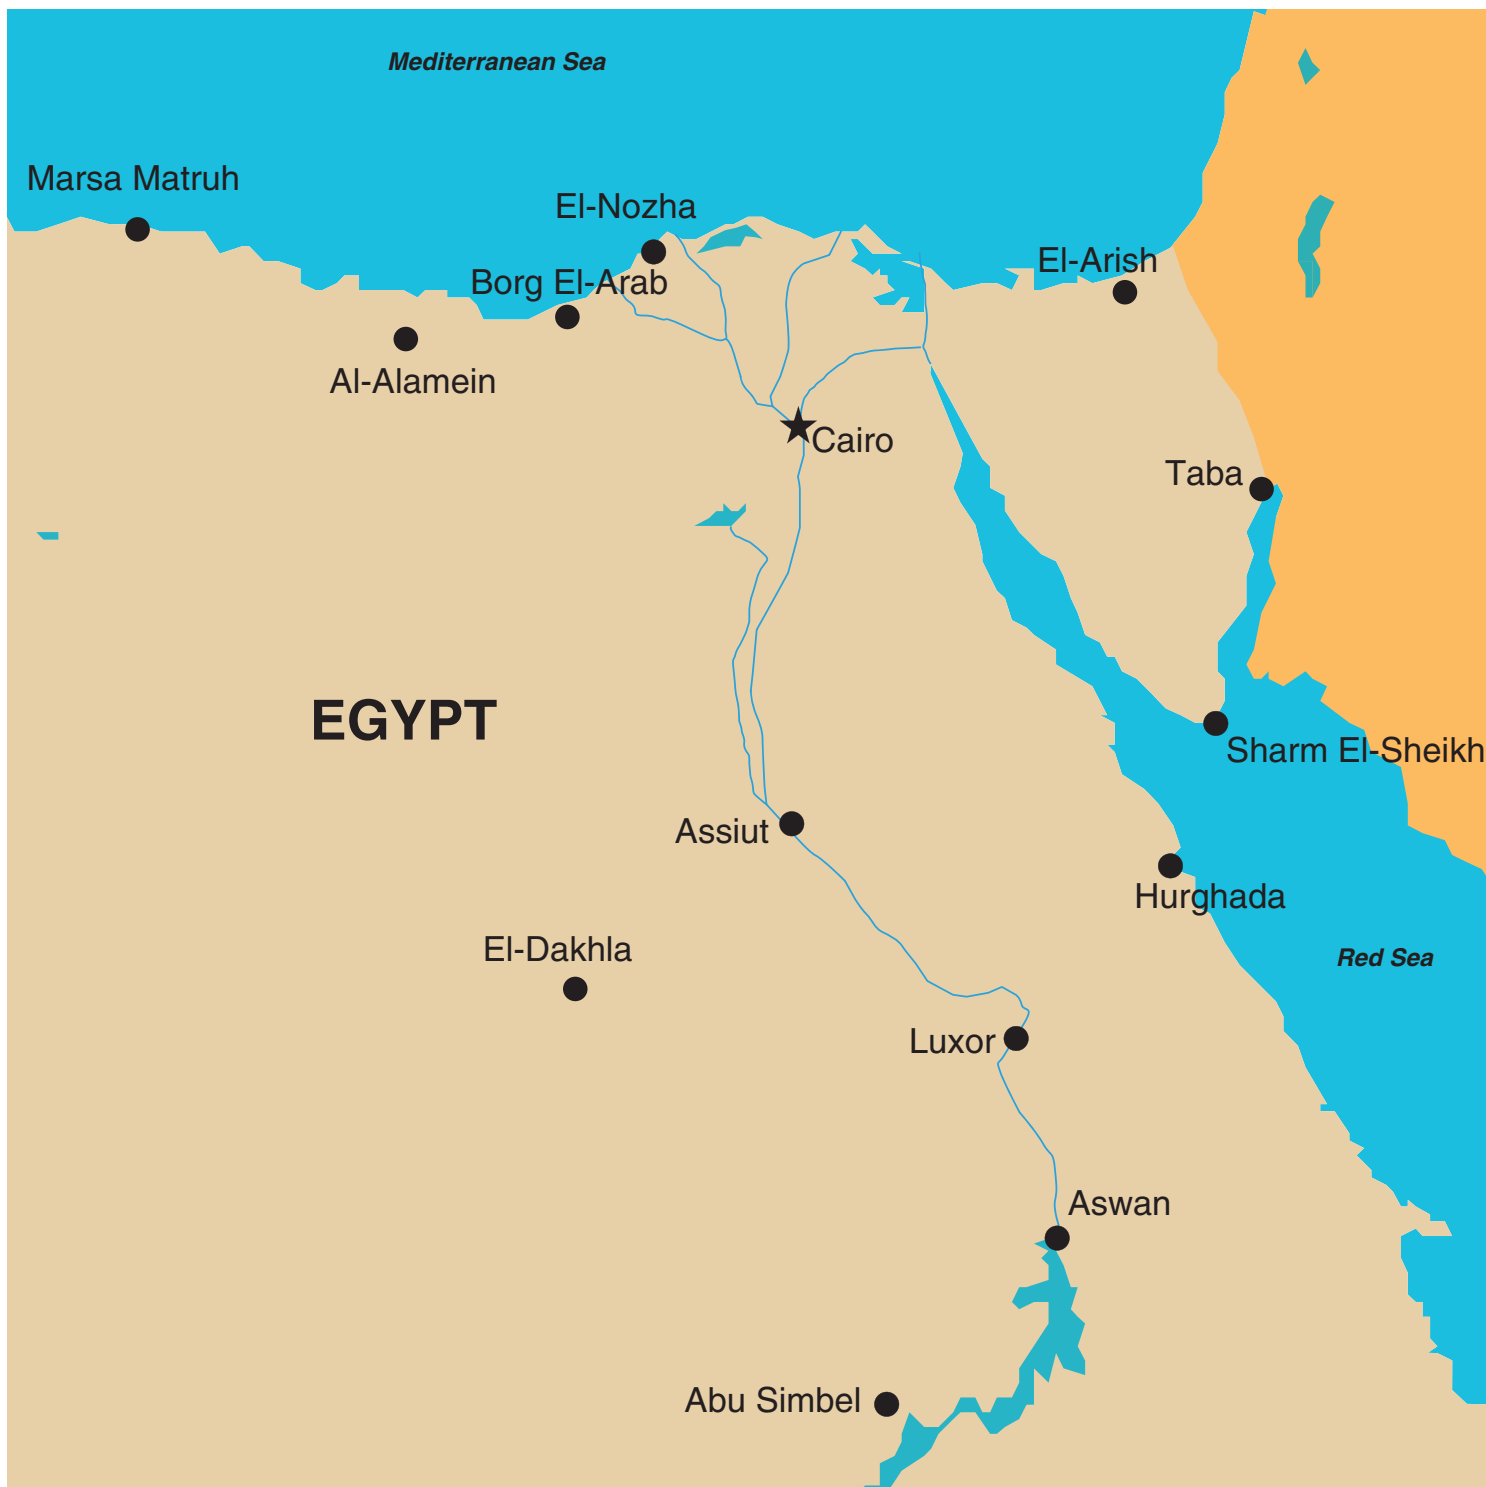 Mediterranean Sea
Marsa Matruh
El-Nozha
El-Arish
Borg El-Arab
Al-Alamein
Cairo
Taba
EGYPT
Sharm El-Sheikh
Assiut
Hurghada
El-Dakhla
Red Sea
Luxor
Aswan
Abu Simbel